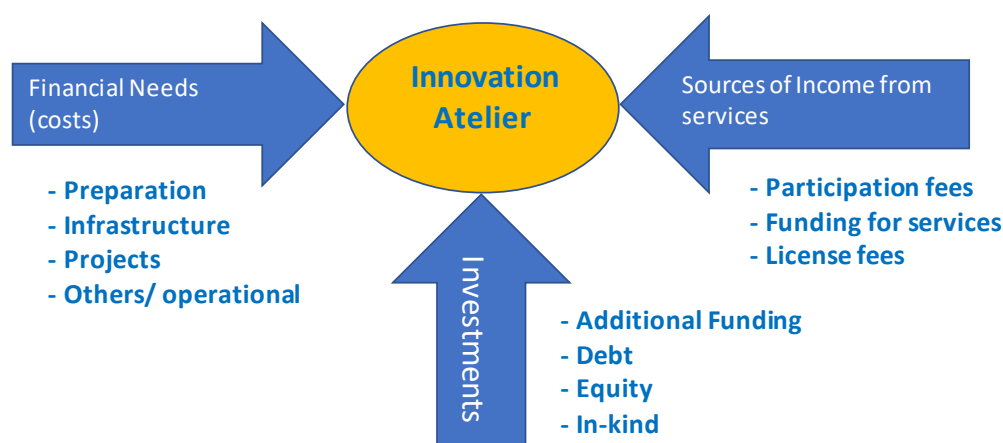 Innovation
Atelier
Financial Needs
(costs)
Sources of Income from
services
- Preparation
- Infrastructure
- Projects
- Others/ operational
- Participation fees
- Funding for services
- License fees
Investments
- Additional Funding
- Debt
- Equity
- In-kind